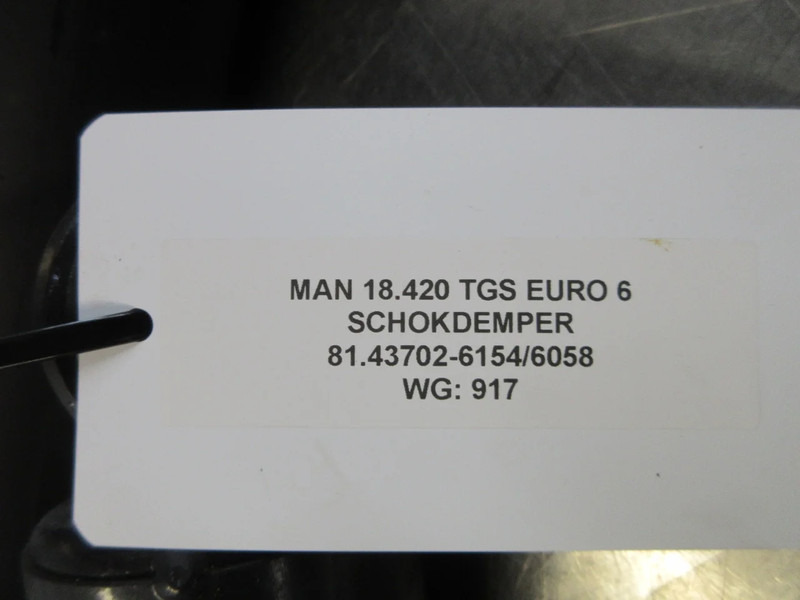 MAN 18.420 TGS EURO 6
SCHOKDEMPER
81.43702-6154/6058
WG: 917